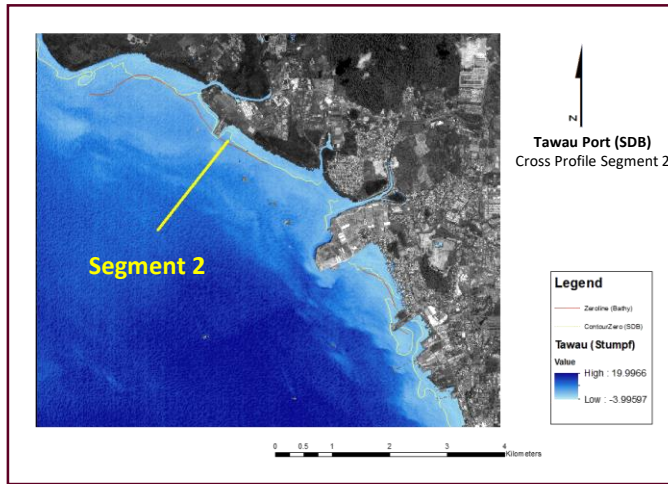 N
Tawau Port (SDB)
Cross Profile Segment 2
Segment 2
Legend
Zeroline (Bathy)
ContourZero (SDB)
Tawau (Stumpf)
Value
High : 19.9966
Low : -3.99597
0 0.5 1 2 3 4
Kilometers